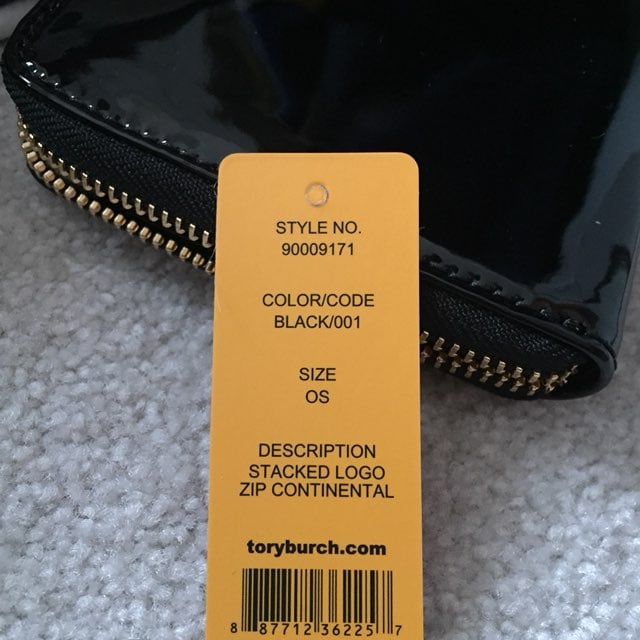 STYLE NO.
90009171
COLOR/CODE
BLACK/001
SIZE
OS
DESCRIPTION
STACKED LOGO
ZIP CONTINENTAL
toryburch.com
8 87712 36225 7